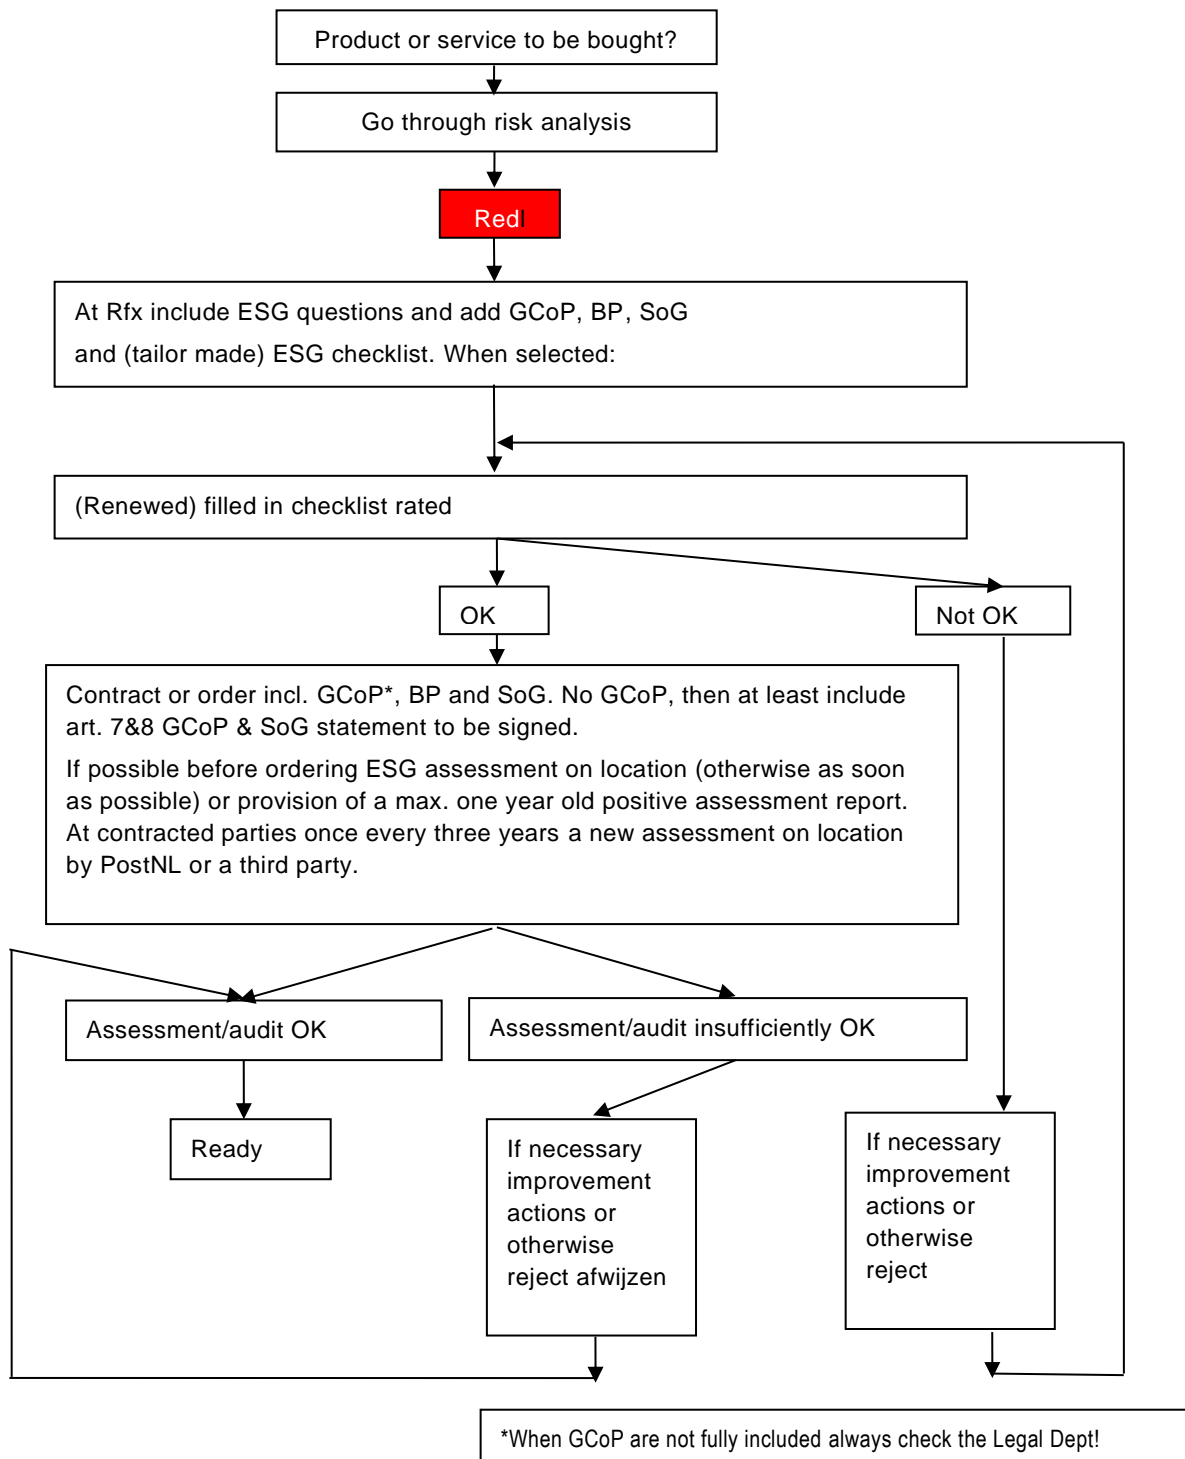 Product or service to be bought?
Go through risk analysis
Red
At Rfx include ESG questions and add GCoP, BP, SoG
and (tailor made) ESG checklist. When selected:
(Renewed) filled in checklist rated
OK
Not OK
Contract or order incl. GCoP*, BP and SoG. No GCoP, then at least include
art. 7&8 GCoP & SoG statement to be signed.
If possible before ordering ESG assessment on location (otherwise as soon
as possible) or provision of a max. one year old positive assessment report.
At contracted parties once every three years a new assessment on location
by PostNL or a third party.
Assessment/audit OK
Assessment/audit insufficiently OK
Ready
If necessary
improvement
actions or
otherwise
reject afwijzen
If necessary
improvement
actions or
otherwise
reject
*When GCoP are not fully included always check the Legal Dept!